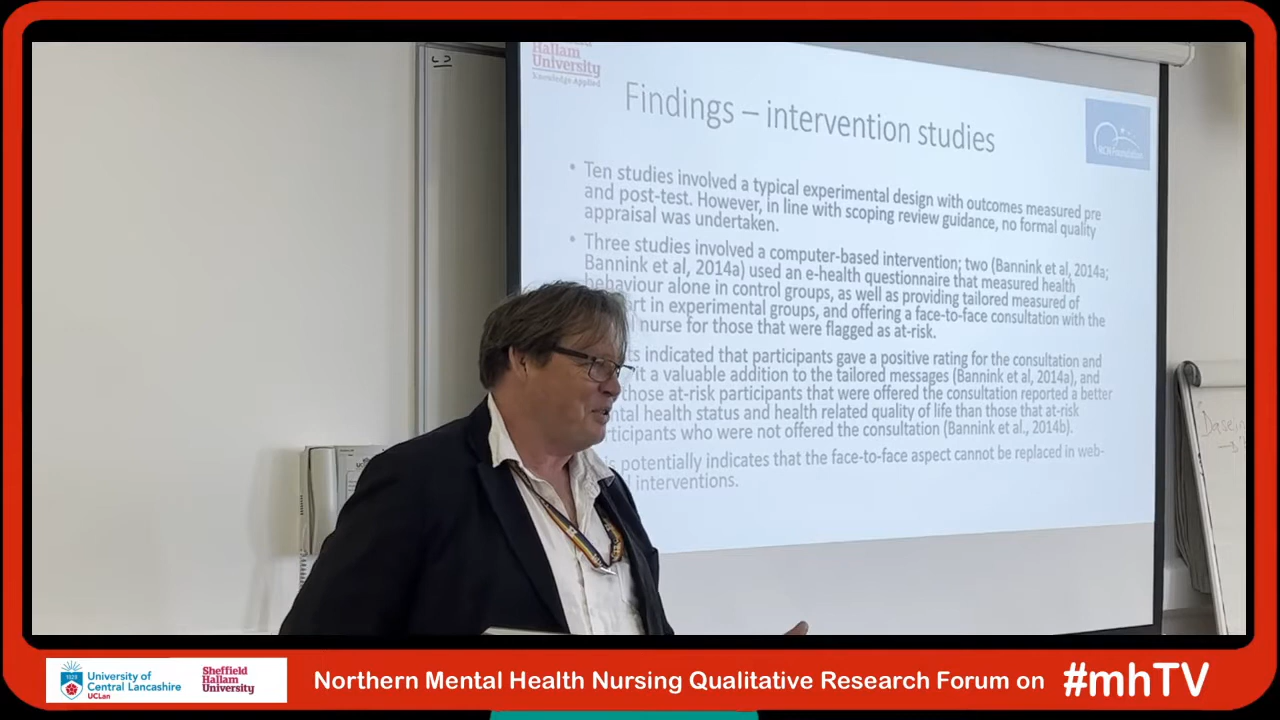 Hallam
University
Knowledge Applied
Findings – intervention studies
RCN Foundation
• Ten studies involved a typical experimental design with outcomes measured pre
and post-test. However, in line with scoping review guidance, no formal quality
appraisal was undertaken.
• Three studies involved a computer-based intervention; two (Bannink et al, 2014a;
Bannink et al, 2014a) used an e-health questionnaire that measured health
behaviour alone in control groups, as well as providing tailored measured of
rt in experimental groups, and offering a face-to-face consultation with the
nurse for those that were flagged as at-risk.
ts indicated that participants gave a positive rating for the consultation and
it a valuable addition to the tailored messages (Bannink et al, 2014a), and
those at-risk participants that were offered the consultation reported a better
ntal health status and health related quality of life than those that at-risk
rticipants who were not offered the consultation (Bannink et al., 2014b).
is potentially indicates that the face-to-face aspect cannot be replaced in web-
interventions.
1828
University of
Central Lancashire
UCLan
Sheffield
Hallam
University
Northern Mental Health Nursing Qualitative Research Forum on #mhTV